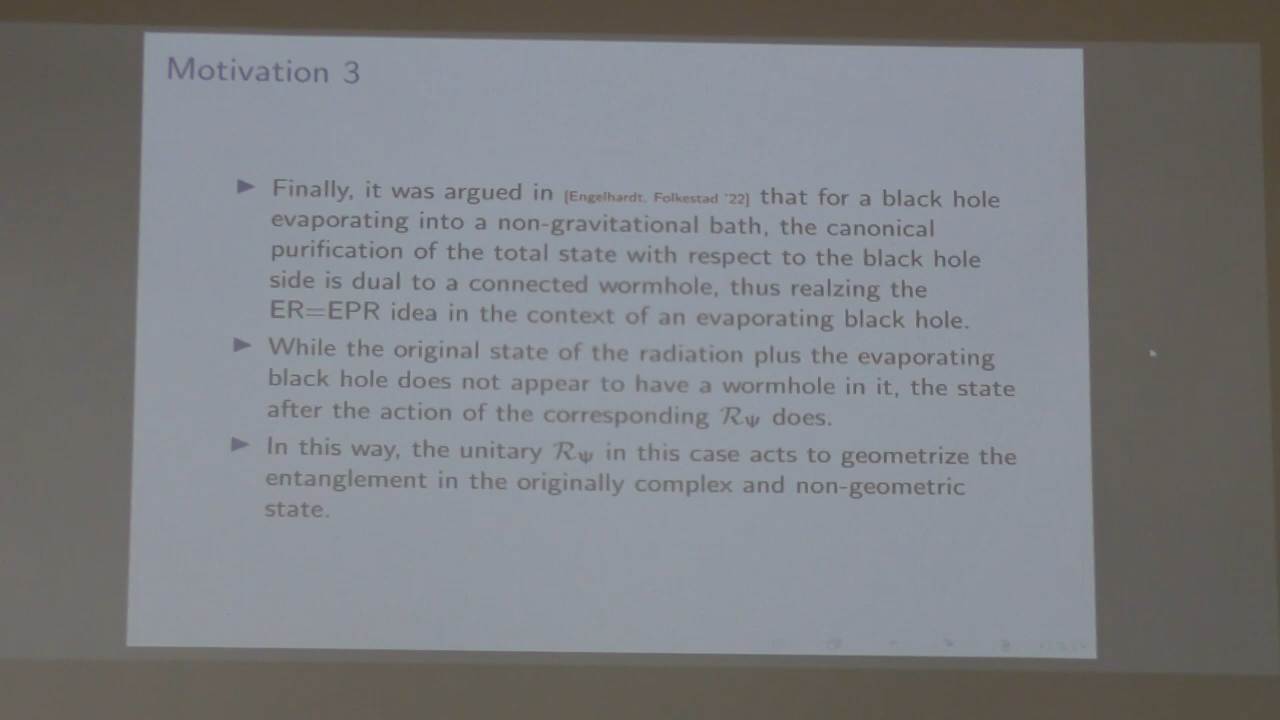 Motivation 3
▶ Finally, it was argued in [Engelhardt, Folkestad '22] that for a black hole
evaporating into a non-gravitational bath, the canonical
purification of the total state with respect to the black hole
side is dual to a connected wormhole, thus realzing the
ER=EPR idea in the context of an evaporating black hole.
▶ While the original state of the radiation plus the evaporating
black hole does not appear to have a wormhole in it, the state
after the action of the corresponding ℛ_Ψ does.
▶ In this way, the unitary ℛ_Ψ in this case acts to geometrize the
entanglement in the originally complex and non-geometric
state.